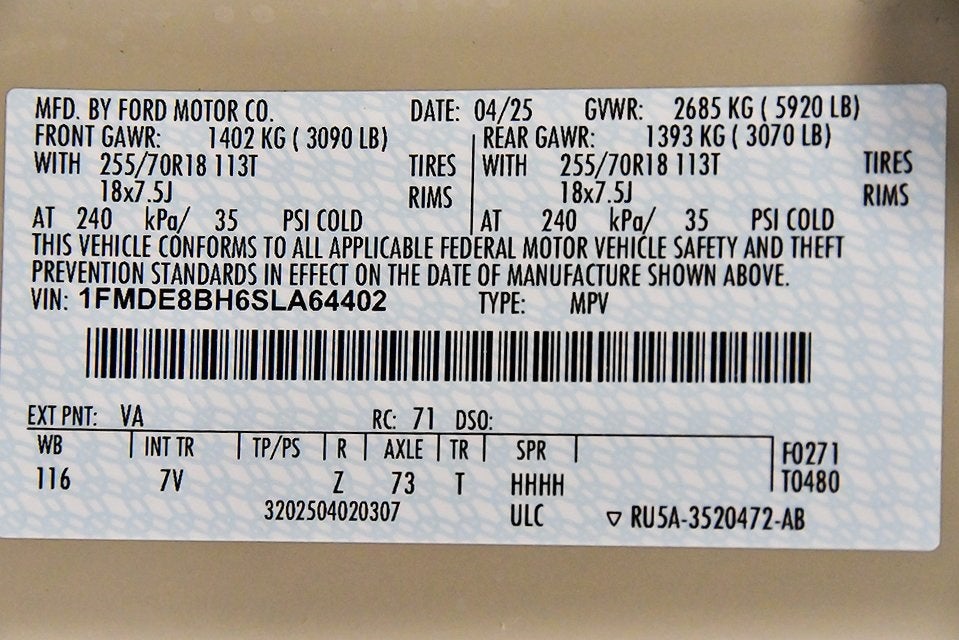 MFD. BY FORD MOTOR CO. DATE: 04/25 GVWR: 2685 KG ( 5920 LB)
FRONT GAWR: 1402 KG ( 3090 LB) REAR GAWR: 1393 KG ( 3070 LB)
WITH 255/70R18 113T TIRES WITH 255/70R18 113T TIRES
18x7.5J RIMS 18x7.5J RIMS
AT 240 kPa/ 35 PSI COLD AT 240 kPa/ 35 PSI COLD
THIS VEHICLE CONFORMS TO ALL APPLICABLE FEDERAL MOTOR VEHICLE SAFETY AND THEFT
PREVENTION STANDARDS IN EFFECT ON THE DATE OF MANUFACTURE SHOWN ABOVE.
VIN: 1FMDE8BH6SLA64402 TYPE: MPV
EXT PNT: VA RC: 71 DSO:
WB INT TR TP/PS R AXLE TR SPR F0271
116 7V Z 73 T HHHH T0480
3202504020307 ULC ▽ RU5A-3520472-AB